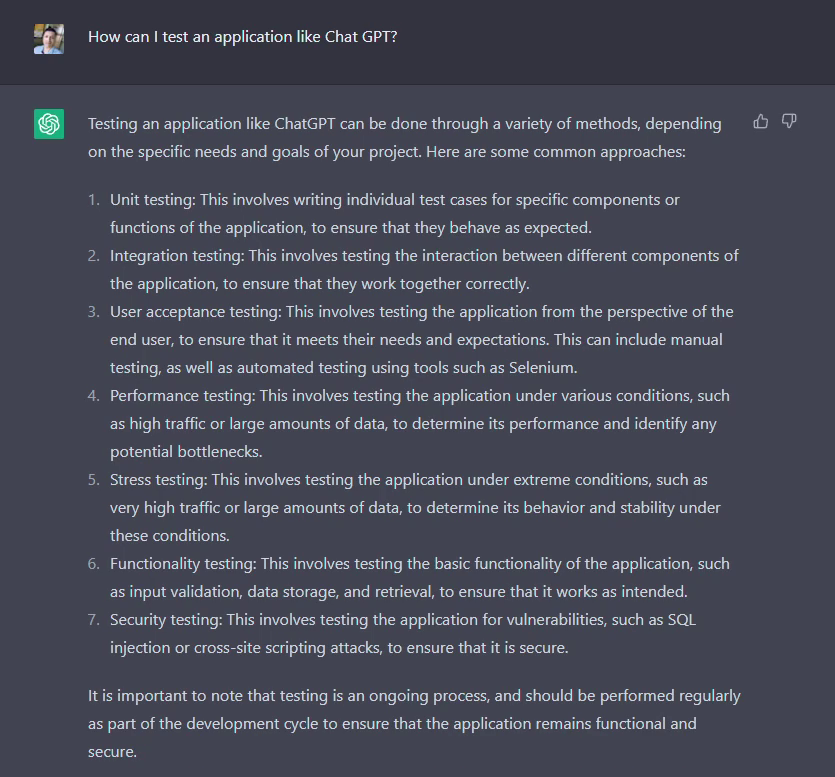 How can I test an application like Chat GPT?
Testing an application like ChatGPT can be done through a variety of methods, depending
on the specific needs and goals of your project. Here are some common approaches:
1. Unit testing: This involves writing individual test cases for specific components or
functions of the application, to ensure that they behave as expected.
2. Integration testing: This involves testing the interaction between different components of
the application, to ensure that they work together correctly.
3. User acceptance testing: This involves testing the application from the perspective of the
end user, to ensure that it meets their needs and expectations. This can include manual
testing, as well as automated testing using tools such as Selenium.
4. Performance testing: This involves testing the application under various conditions, such
as high traffic or large amounts of data, to determine its performance and identify any
potential bottlenecks.
5. Stress testing: This involves testing the application under extreme conditions, such as
very high traffic or large amounts of data, to determine its behavior and stability under
these conditions.
6. Functionality testing: This involves testing the basic functionality of the application, such
as input validation, data storage, and retrieval, to ensure that it works as intended.
7. Security testing: This involves testing the application for vulnerabilities, such as SQL
injection or cross-site scripting attacks, to ensure that it is secure.
It is important to note that testing is an ongoing process, and should be performed regularly
as part of the development cycle to ensure that the application remains functional and
secure.